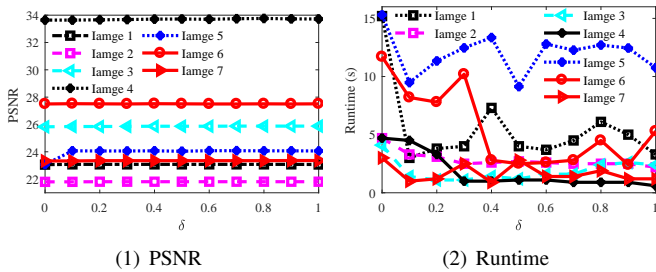 34
32
30
28
26
24
22
PSNR
Iamge 1
Iamge 2
Iamge 3
Iamge 4
Iamge 5
Iamge 6
Iamge 7
0 0.2 0.4 0.6 0.8 1
δ
(1) PSNR
15
10
5
0
Runtime (s)
Iamge 1
Iamge 2
Iamge 3
Iamge 4
Iamge 5
Iamge 6
Iamge 7
0 0.2 0.4 0.6 0.8 1
δ
(2) Runtime